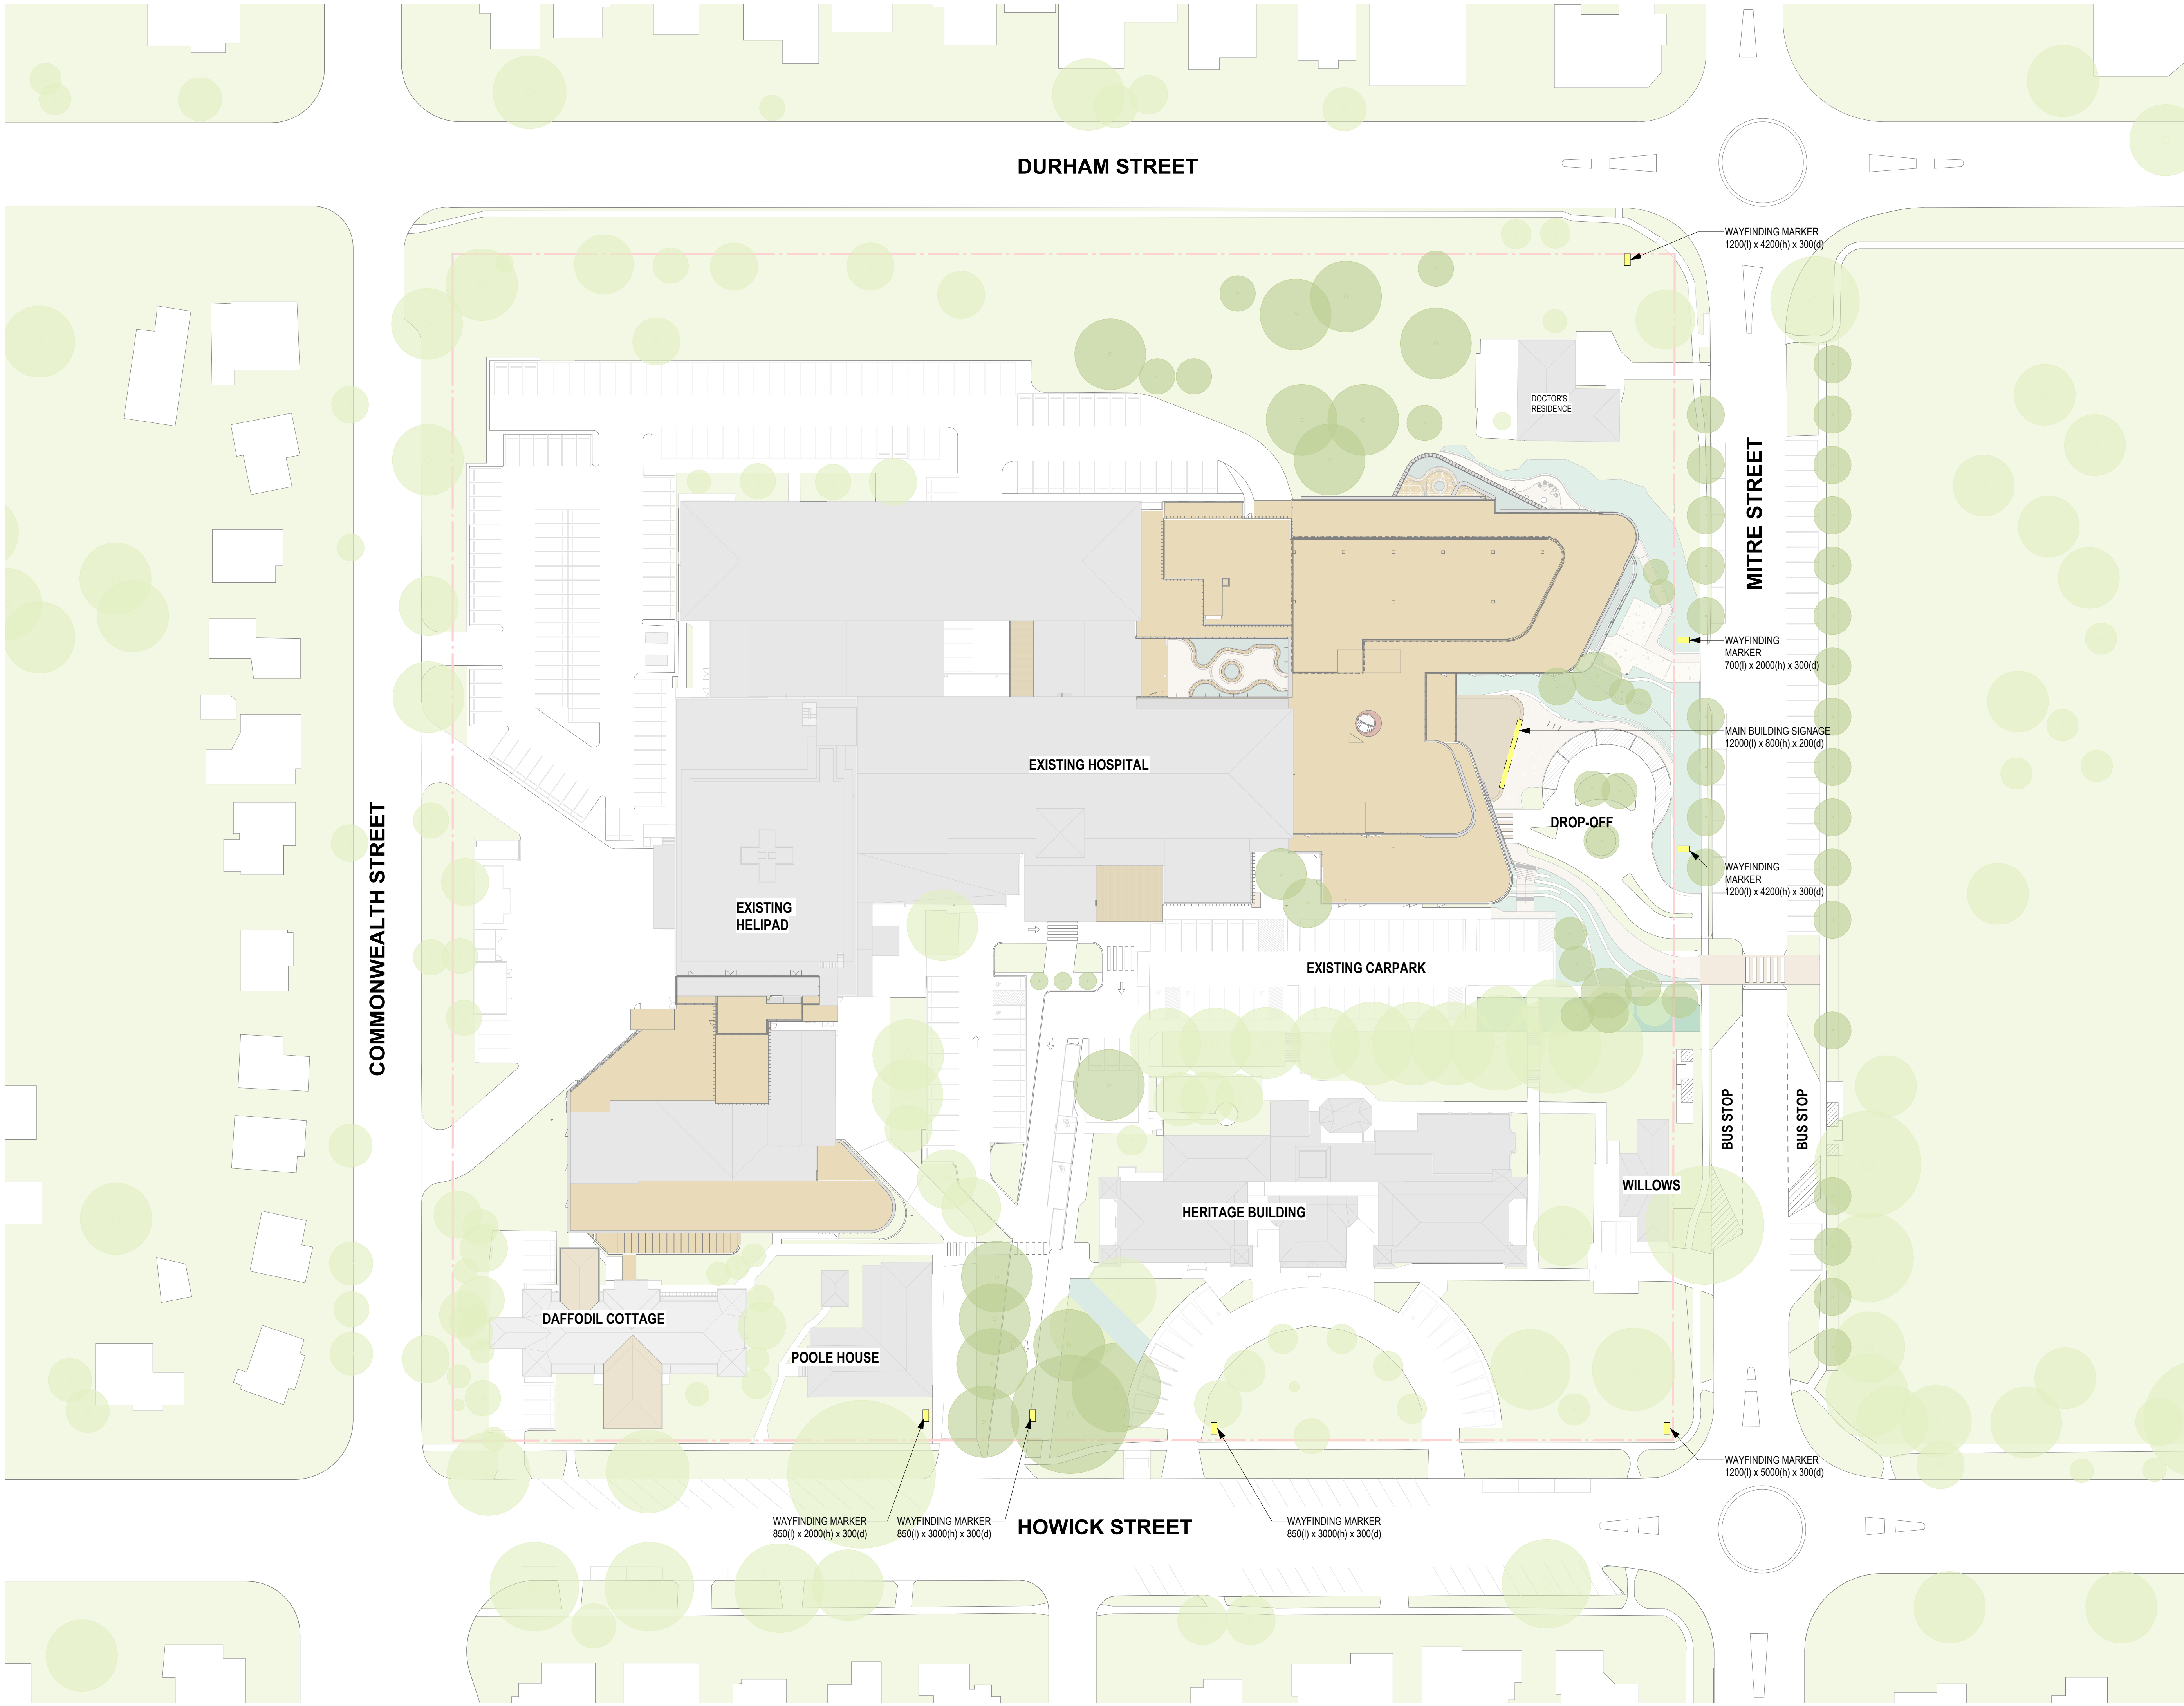 DURHAM STREET
WAYFINDING MARKER
1200(l) x 4200(h) x 300(d)
DOCTOR'S
RESIDENCE
MITRE STREET
WAYFINDING
MARKER
700(l) x 2000(h) x 300(d)
MAIN BUILDING SIGNAGE
12000(l) x 800(h) x 200(d)
EXISTING HOSPITAL
DROP-OFF
WAYFINDING
MARKER
1200(l) x 4200(h) x 300(d)
COMMONWEALTH STREET
EXISTING
HELIPAD
EXISTING CARPARK
BUS STOP
BUS STOP
WILLOWS
HERITAGE BUILDING
DAFFODIL COTTAGE
POOLE HOUSE
WAYFINDING MARKER
1200(l) x 5000(h) x 300(d)
WAYFINDING MARKER
850(l) x 2000(h) x 300(d)
WAYFINDING MARKER
850(l) x 3000(h) x 300(d)
HOWICK STREET
WAYFINDING MARKER
850(l) x 3000(h) x 300(d)